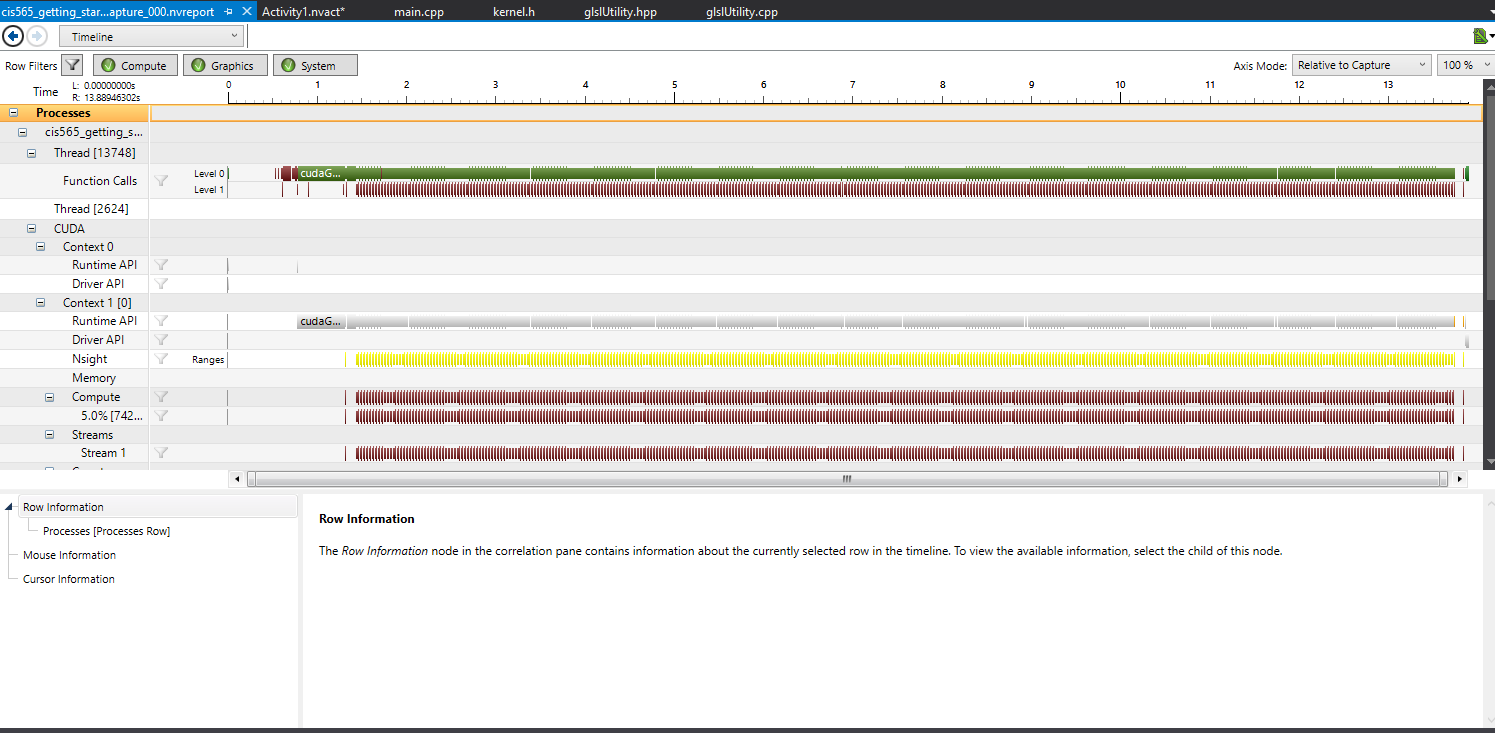 cis565_getting_star...apture_000.nvreport Activity1.nvact* main.cpp kernel.h glslUtility.hpp glslUtility.cpp
Timeline
Row Filters Compute Graphics System Axis Mode: Relative to Capture 100 %
Time L: 0.00000000s R: 13.88946302s 0 1 2 3 4 5 6 7 8 9 10 11 12 13
Processes
cis565_getting_s...
Thread [13748]
Function Calls Level 0 cudaG...
Level 1
Thread [2624]
CUDA
Context 0
Runtime API
Driver API
Context 1 [0]
Runtime API cudaG...
Driver API
Nsight Ranges
Memory
Compute
5.0% [742...
Streams
Stream 1
Row Information
Processes [Processes Row]
Mouse Information
Cursor Information
Row Information
The Row Information node in the correlation pane contains information about the currently selected row in the timeline. To view the available information, select the child of this node.